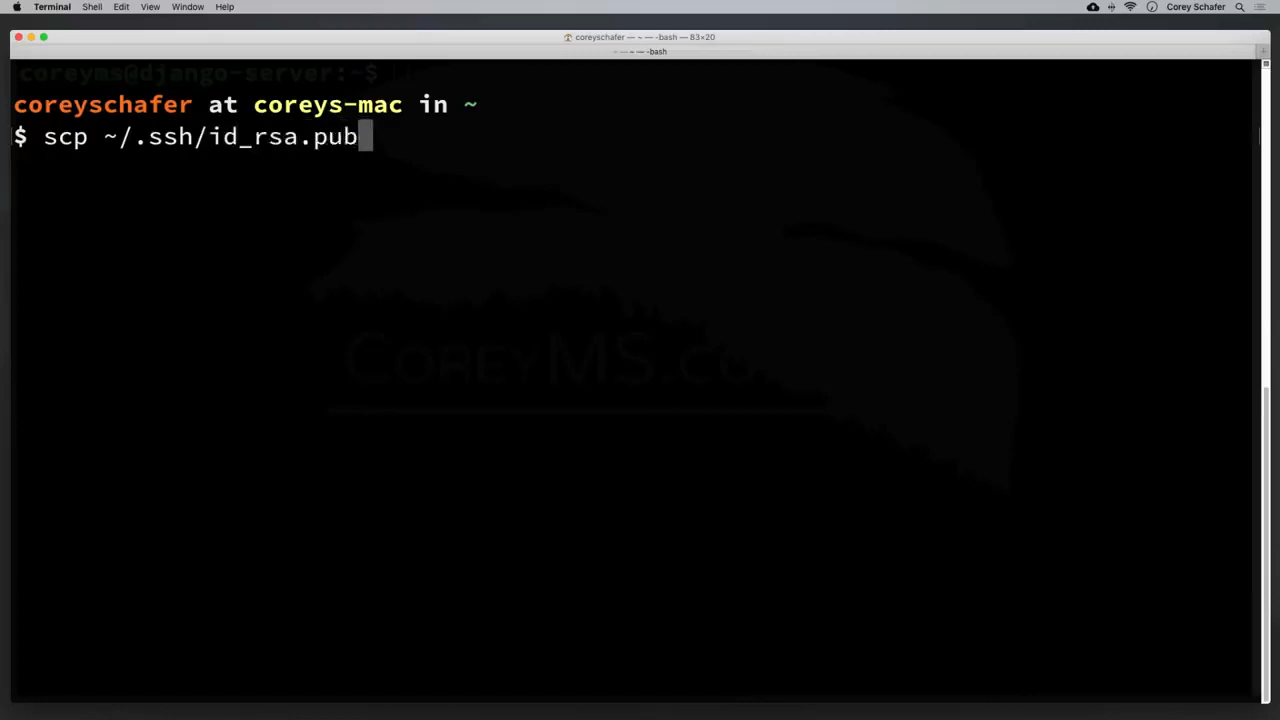 Terminal Shell Edit View Window Help Corey Schafer
coreyschafer — ~ — -bash — 83×20
~ — ~ — -bash
coreyms@django-server:~$
coreyschafer at coreys-mac in ~
$ scp ~/.ssh/id_rsa.pub
CoreyMS.co